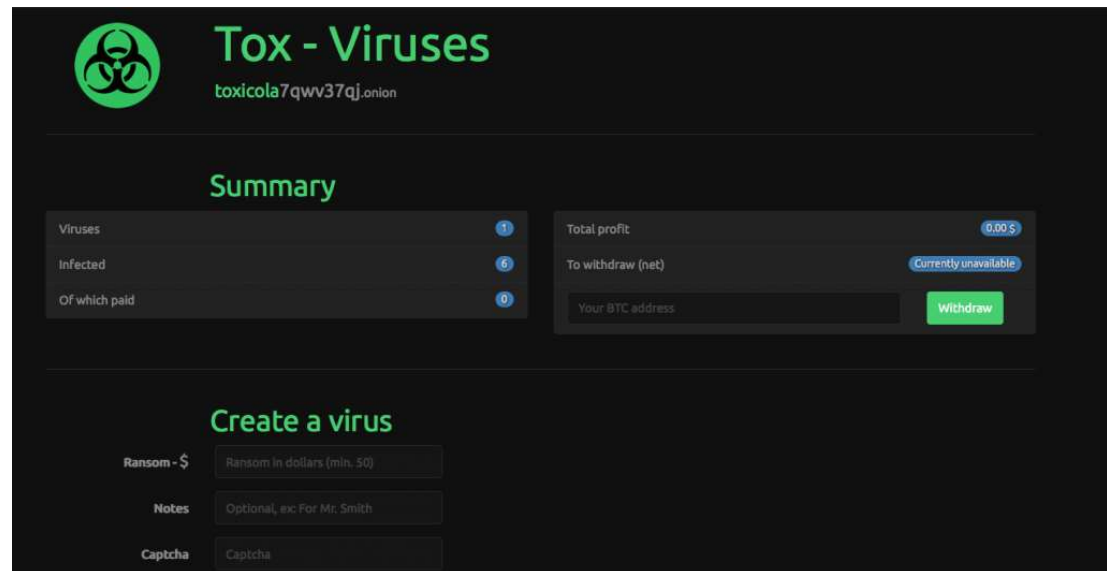 Tox - Viruses
toxicola7qwv37qj.onion
Summary
Viruses 1
Infected 6
Of which paid 0
Total profit 0.00 $
To withdraw (net) Currently unavailable
Your BTC address Withdraw
Create a virus
Ransom - $ Ransom in dollars (min. 50)
Notes Optional, ex: For Mr. Smith
Captcha Captcha